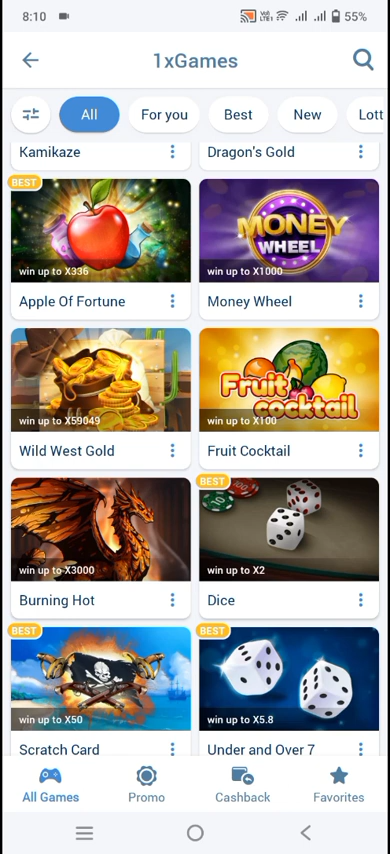 8:10
Vo)
LTE1
55%
1xGames
All
For you
Best
New
Lott
Kamikaze
Dragon's Gold
BEST
win up to X336
MONEY
WHEEL
win up to X1000
Apple Of Fortune
Money Wheel
win up to X59049
Fruit
cocktail
win up to X100
Wild West Gold
Fruit Cocktail
win up to X3000
BEST
10
100
win up to X2
Burning Hot
Dice
BEST
win up to X50
BEST
win up to X5.8
Scratch Card
Under and Over 7
All Games
Promo
Cashback
Favorites